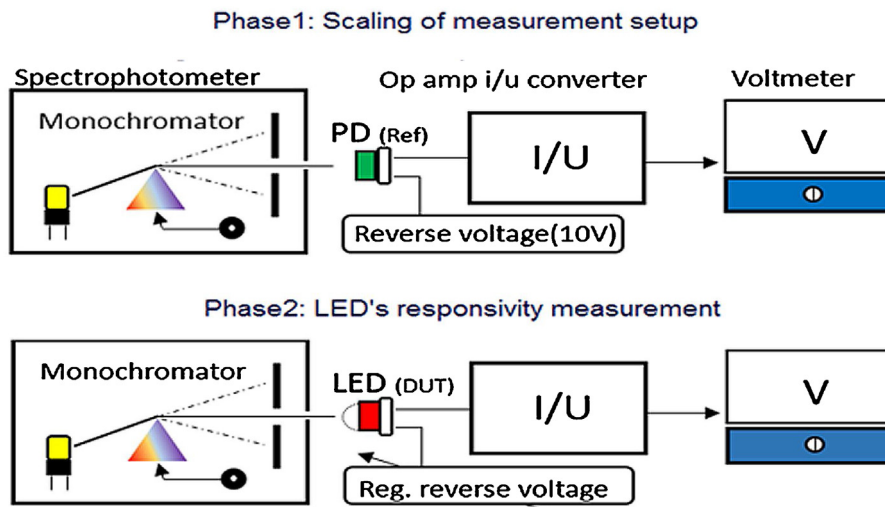 Phase1: Scaling of measurement setup
Spectrophotometer
Op amp i/u converter
Voltmeter
Monochromator
PD (Ref)
I/U
V
Reverse voltage(10V)
Phase2: LED's responsivity measurement
Monochromator
LED (DUT)
I/U
V
Reg. reverse voltage